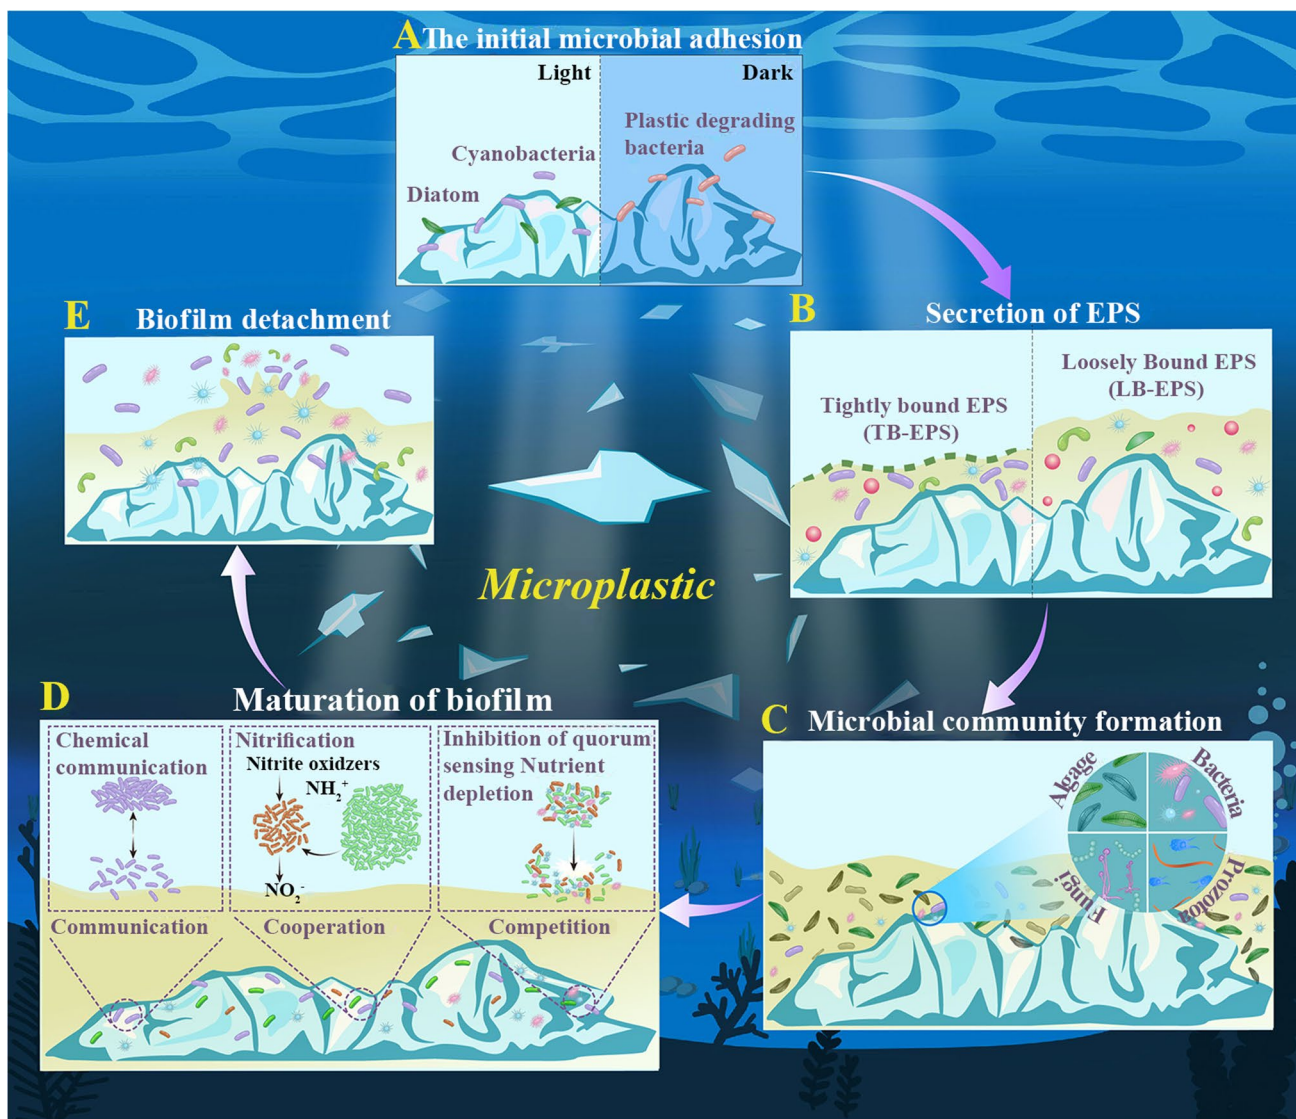 A The initial microbial adhesion
Light
Dark
Plastic degrading
bacteria
Cyanobacteria
Diatom
B Secretion of EPS
Loosely Bound EPS
(LB-EPS)
Tightly bound EPS
(TB-EPS)
E Biofilm detachment
Microplastic
C Microbial community formation
Algage
Bacteria
Fungi
Prozotoa
D Maturation of biofilm
Chemical
communication
Nitrification
Nitrite oxidzers
NH₂⁺
NO₂⁻
Inhibition of quorum
sensing Nutrient
depletion
Communication
Cooperation
Competition